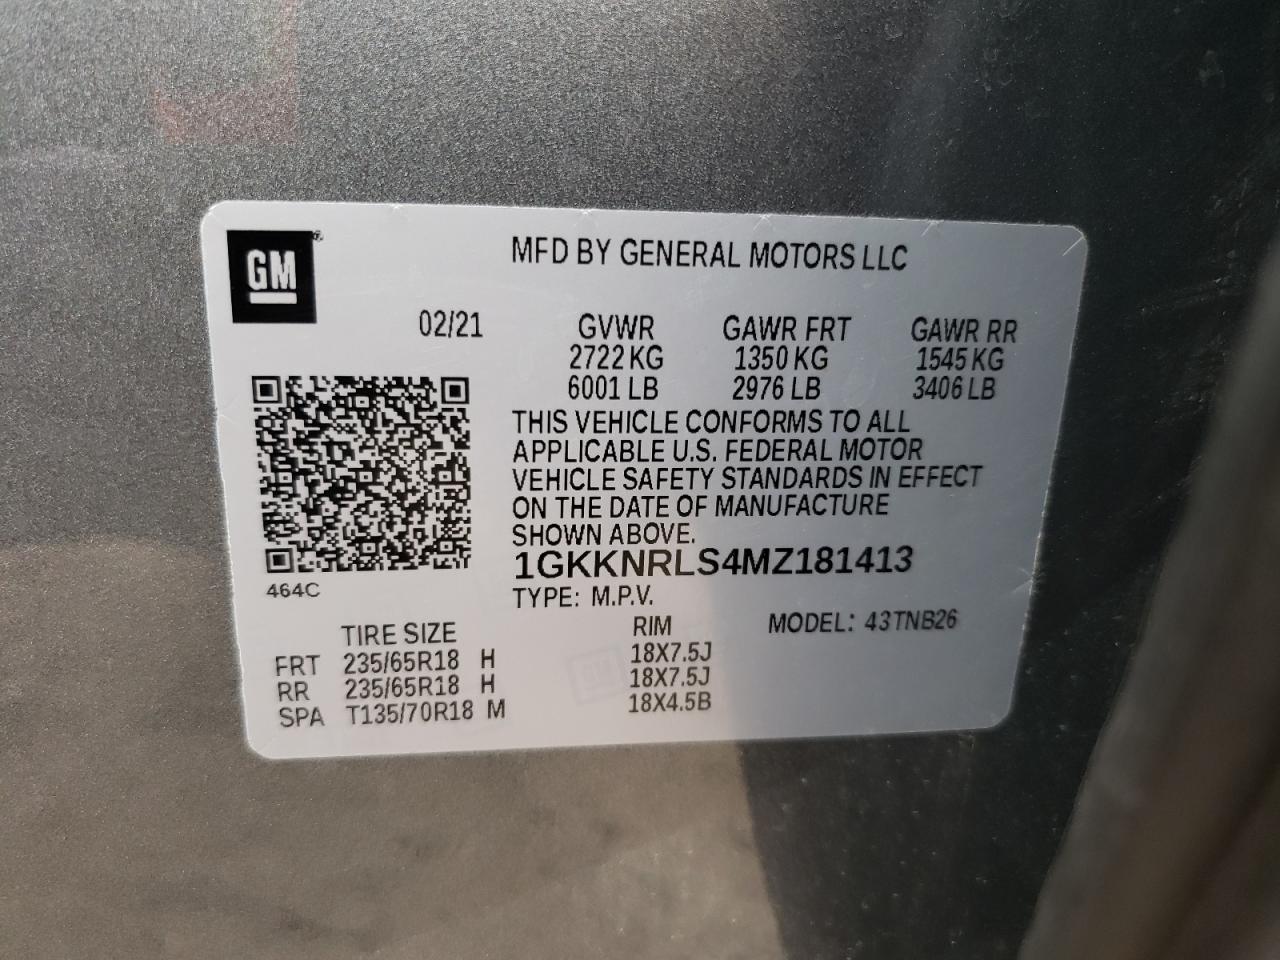 GM
MFD BY GENERAL MOTORS LLC
02/21 GVWR GAWR FRT GAWR RR
2722 KG 1350 KG 1545 KG
6001 LB 2976 LB 3406 LB
THIS VEHICLE CONFORMS TO ALL
APPLICABLE U.S. FEDERAL MOTOR
VEHICLE SAFETY STANDARDS IN EFFECT
ON THE DATE OF MANUFACTURE
SHOWN ABOVE.
1GKKNRLS4MZ181413
464C
TYPE: M.P.V.
TIRE SIZE RIM MODEL: 43TNB26
FRT 235/65R18 H 18X7.5J
RR 235/65R18 H 18X7.5J
SPA T135/70R18 M 18X4.5B